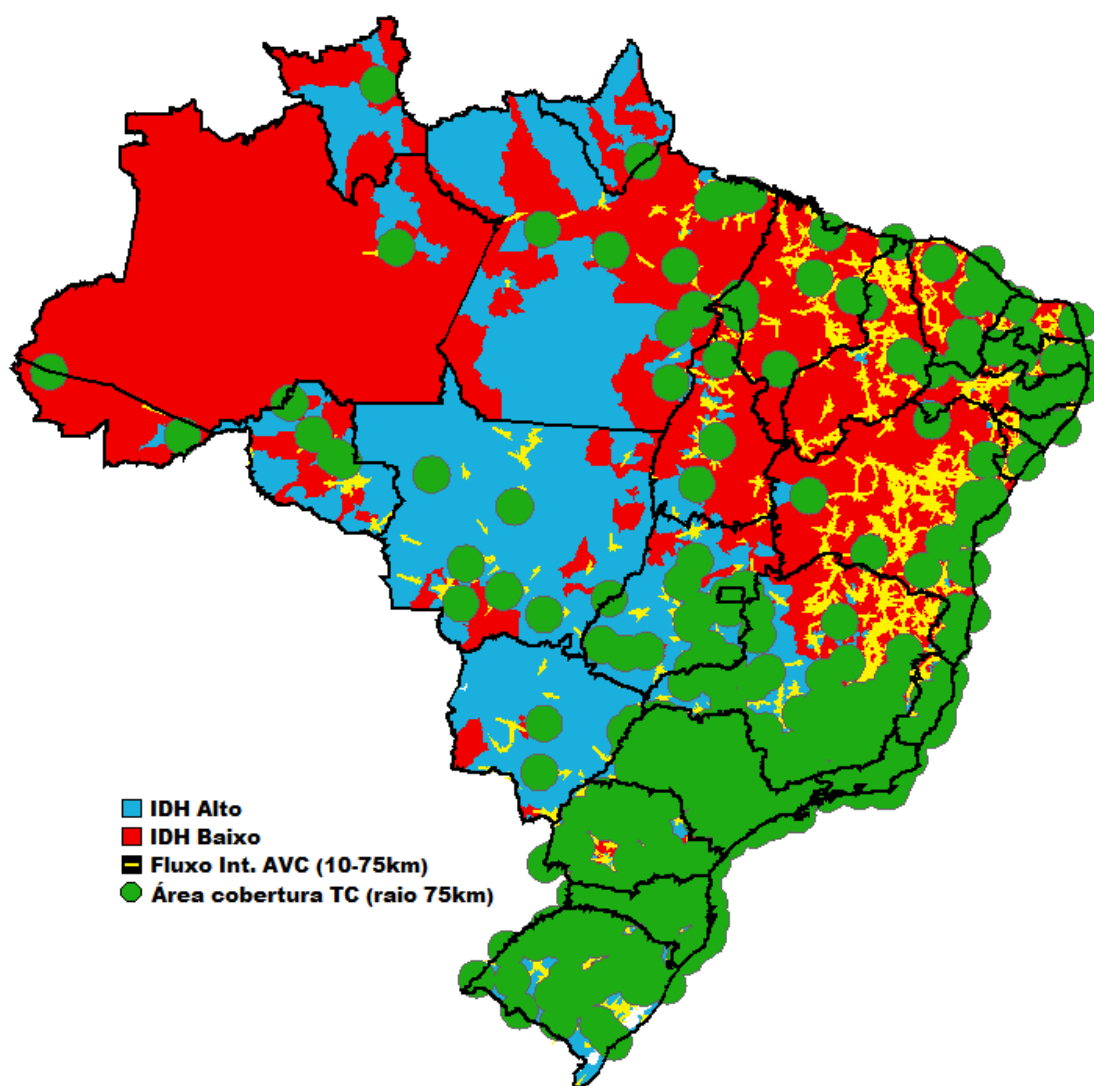 IDH Alto
IDH Baixo
Fluxo Int. AVC (10-75km)
Área cobertura TC (raio 75km)